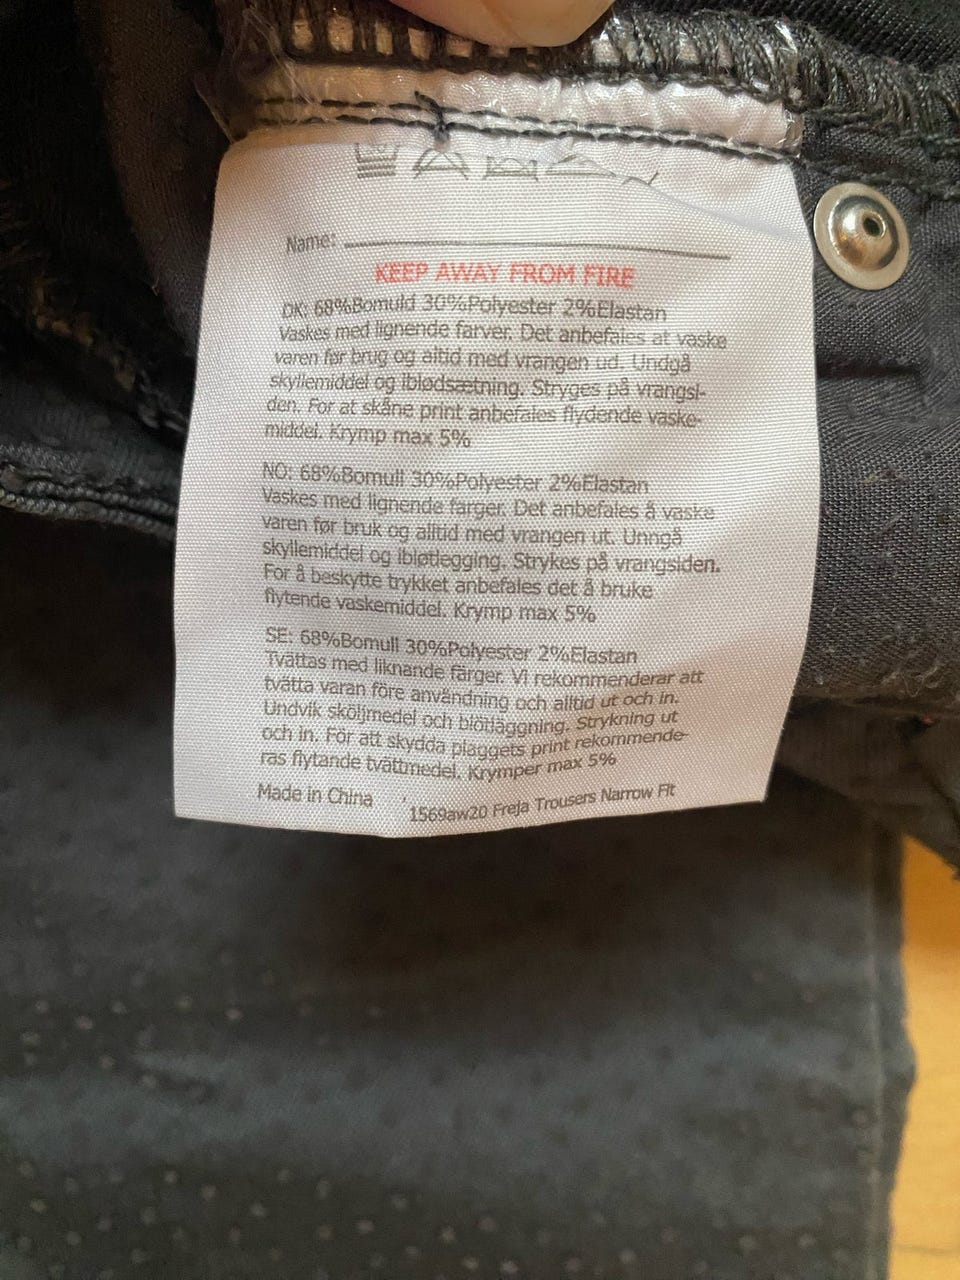 Name:
KEEP AWAY FROM FIRE
DK: 68%Bomuld 30%Polyester 2%Elastan
Vaskes med lignende farver. Det anbefales at vaske
varen før brug og altid med vrangen ud. Undgå
skyllemiddel og iblødsætning. Stryges på vrangsi-
den. For at skåne print anbefales flydende vaske-
middel. Krymp max 5%
NO: 68%Bomull 30%Polyester 2%Elastan
Vaskes med lignende farger. Det anbefales å vaske
varen før bruk og alltid med vrangen ut. Unngå
skyllemiddel og ibløtlegging. Strykes på vrangsiden.
For å beskytte trykket anbefales det å bruke
flytende vaskemiddel. Krymp max 5%
SE: 68%Bomull 30%Polyester 2%Elastan
Tvättas med liknande färger. Vi rekommenderar att
tvätta varan före användning och alltid ut och in.
Undvik sköljmedel och blötläggning. Strykning ut
och in. För att skydda plaggets print rekommende-
ras flytande tvättmedel. Krymper max 5%
Made in China
1569aw20 Freja Trousers Narrow Fit